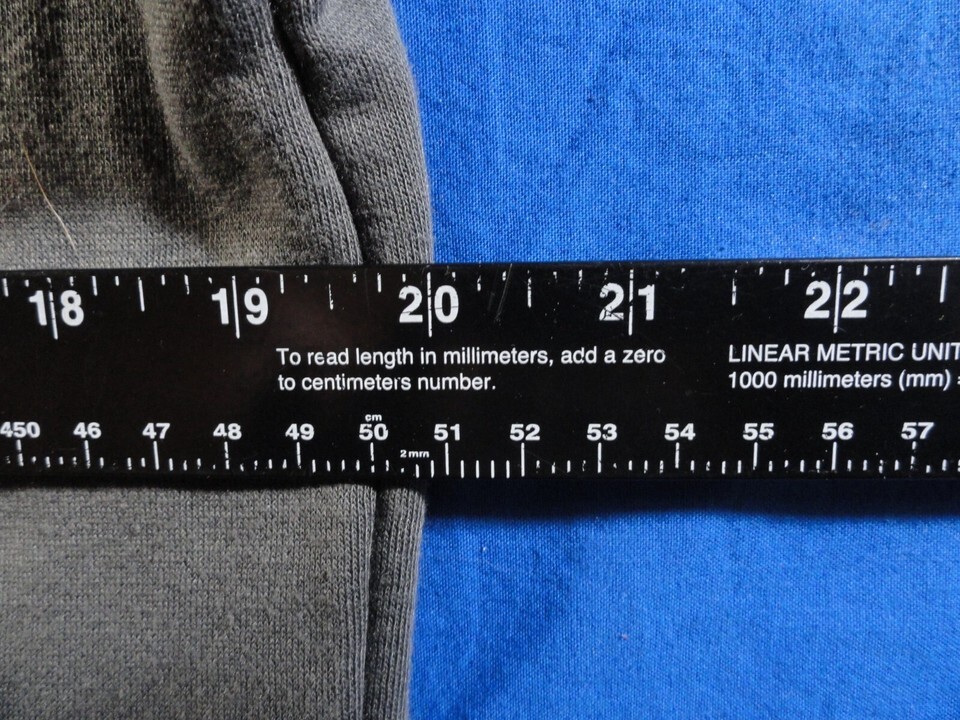 18 19 20 21 22
To read length in millimeters, add a zero
to centimeters number.
LINEAR METRIC UNIT
1000 millimeters (mm) =
cm
450 46 47 48 49 50 51 52 53 54 55 56 57
2mm